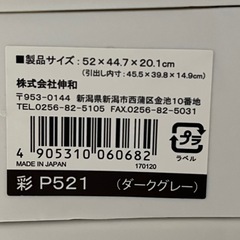 ■製品サイズ：52×44.7×20.1cm
（引出し内寸：45.5×39.8×14.9cm）
株式会社伸和
〒953-0144 新潟県新潟市西蒲区金池10番地
TEL.0256-82-5105 FAX.0256-82-5031
4 905310 060682
プラ
ラベル
MADE IN JAPAN 170120
彩 P521 （ダークグレー）